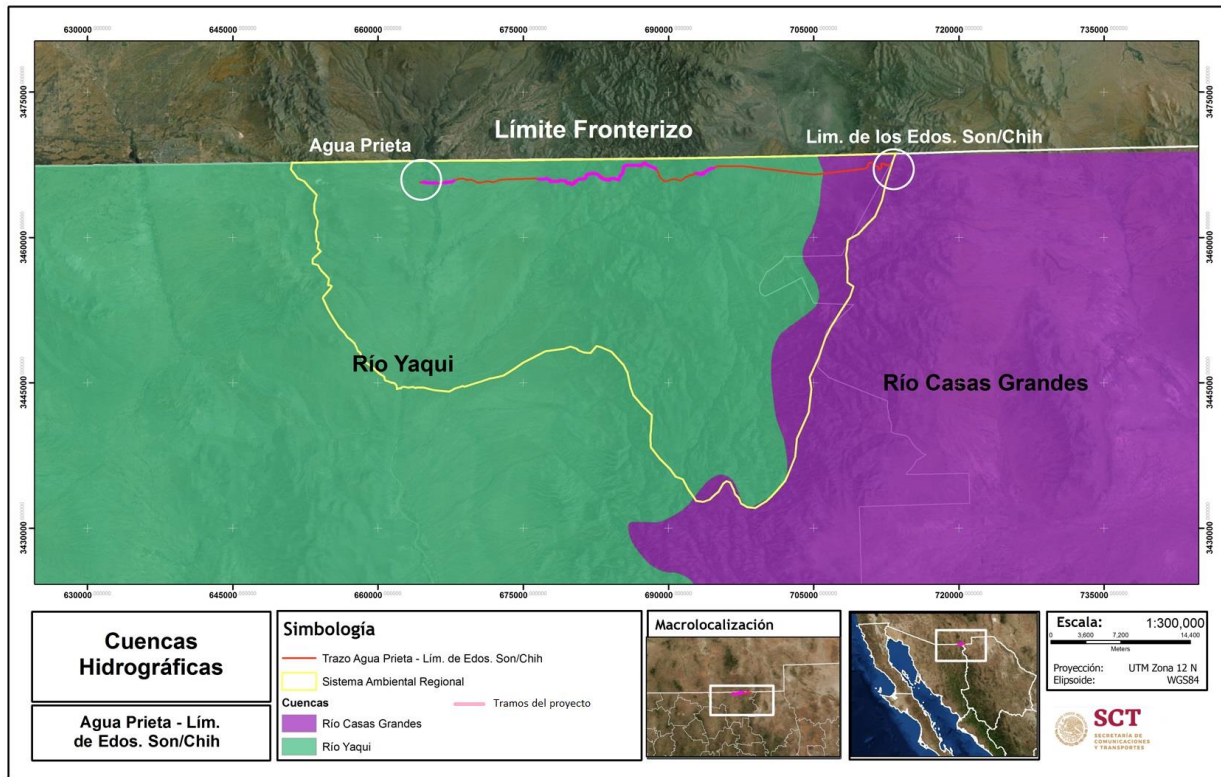 630000 645000 660000 675000 690000 705000 720000 735000
3475000
3475000
Límite Fronterizo
Agua Prieta
Lim. de los Edos. Son/Chih
3460000
3460000
Río Yaqui
Río Casas Grandes
3445000
3445000
3430000
3430000
630000 645000 660000 675000 690000 705000 720000 735000
Cuencas
Hidrográficas
Agua Prieta - Lím.
de Edos. Son/Chih
Simbología
Trazo Agua Prieta - Lím. de Edos. Son/Chih
Sistema Ambiental Regional
Cuencas
Tramos del proyecto
Río Casas Grandes
Río Yaqui
Macrolocalización
Escala: 1:300,000
0 3,600 7,200 14,400
Meters
Proyección: UTM Zona 12 N
Elipsoide: WGS84
SCT
SECRETARÍA DE
COMUNICACIONES
Y TRANSPORTES